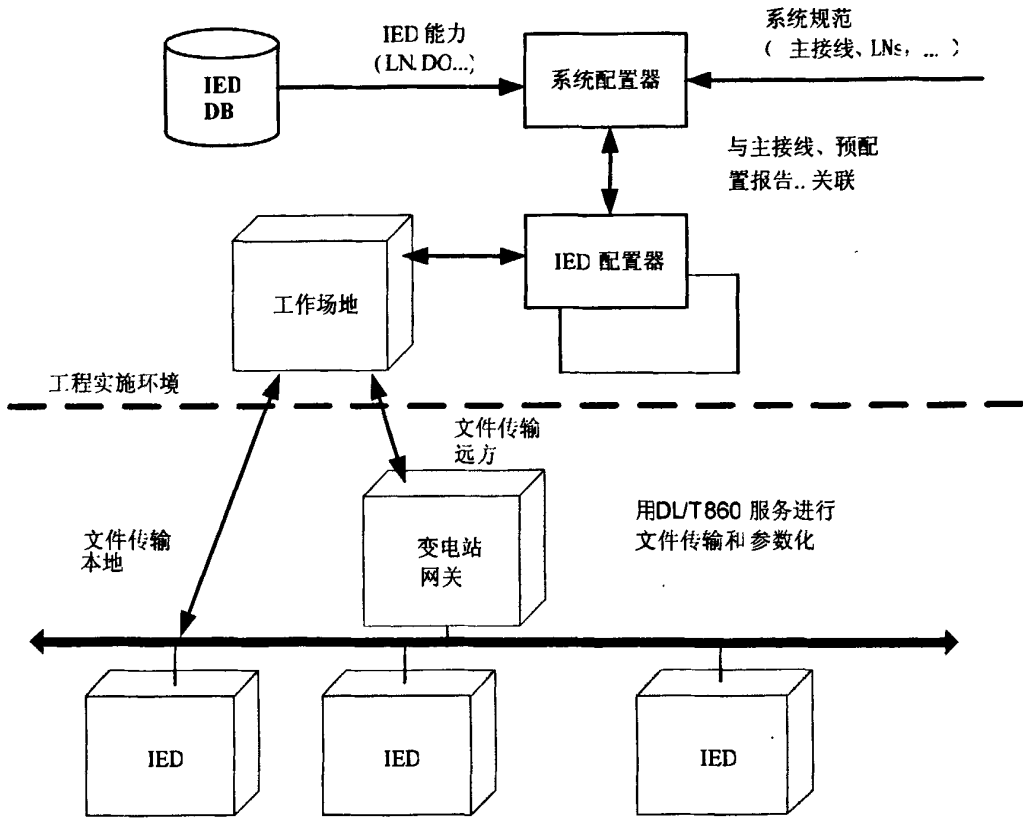 IED 能力
(LN.DO...)
系统规范
( 主接线、LNs, ... )
IED
DB
系统配置器
与主接线、预配
置报告..关联
IED 配置器
工作场地
工程实施环境
文件传输
远方
文件传输
本地
变电站
网关
用DL/T860 服务进行
文件传输和参数化
IED
IED
IED